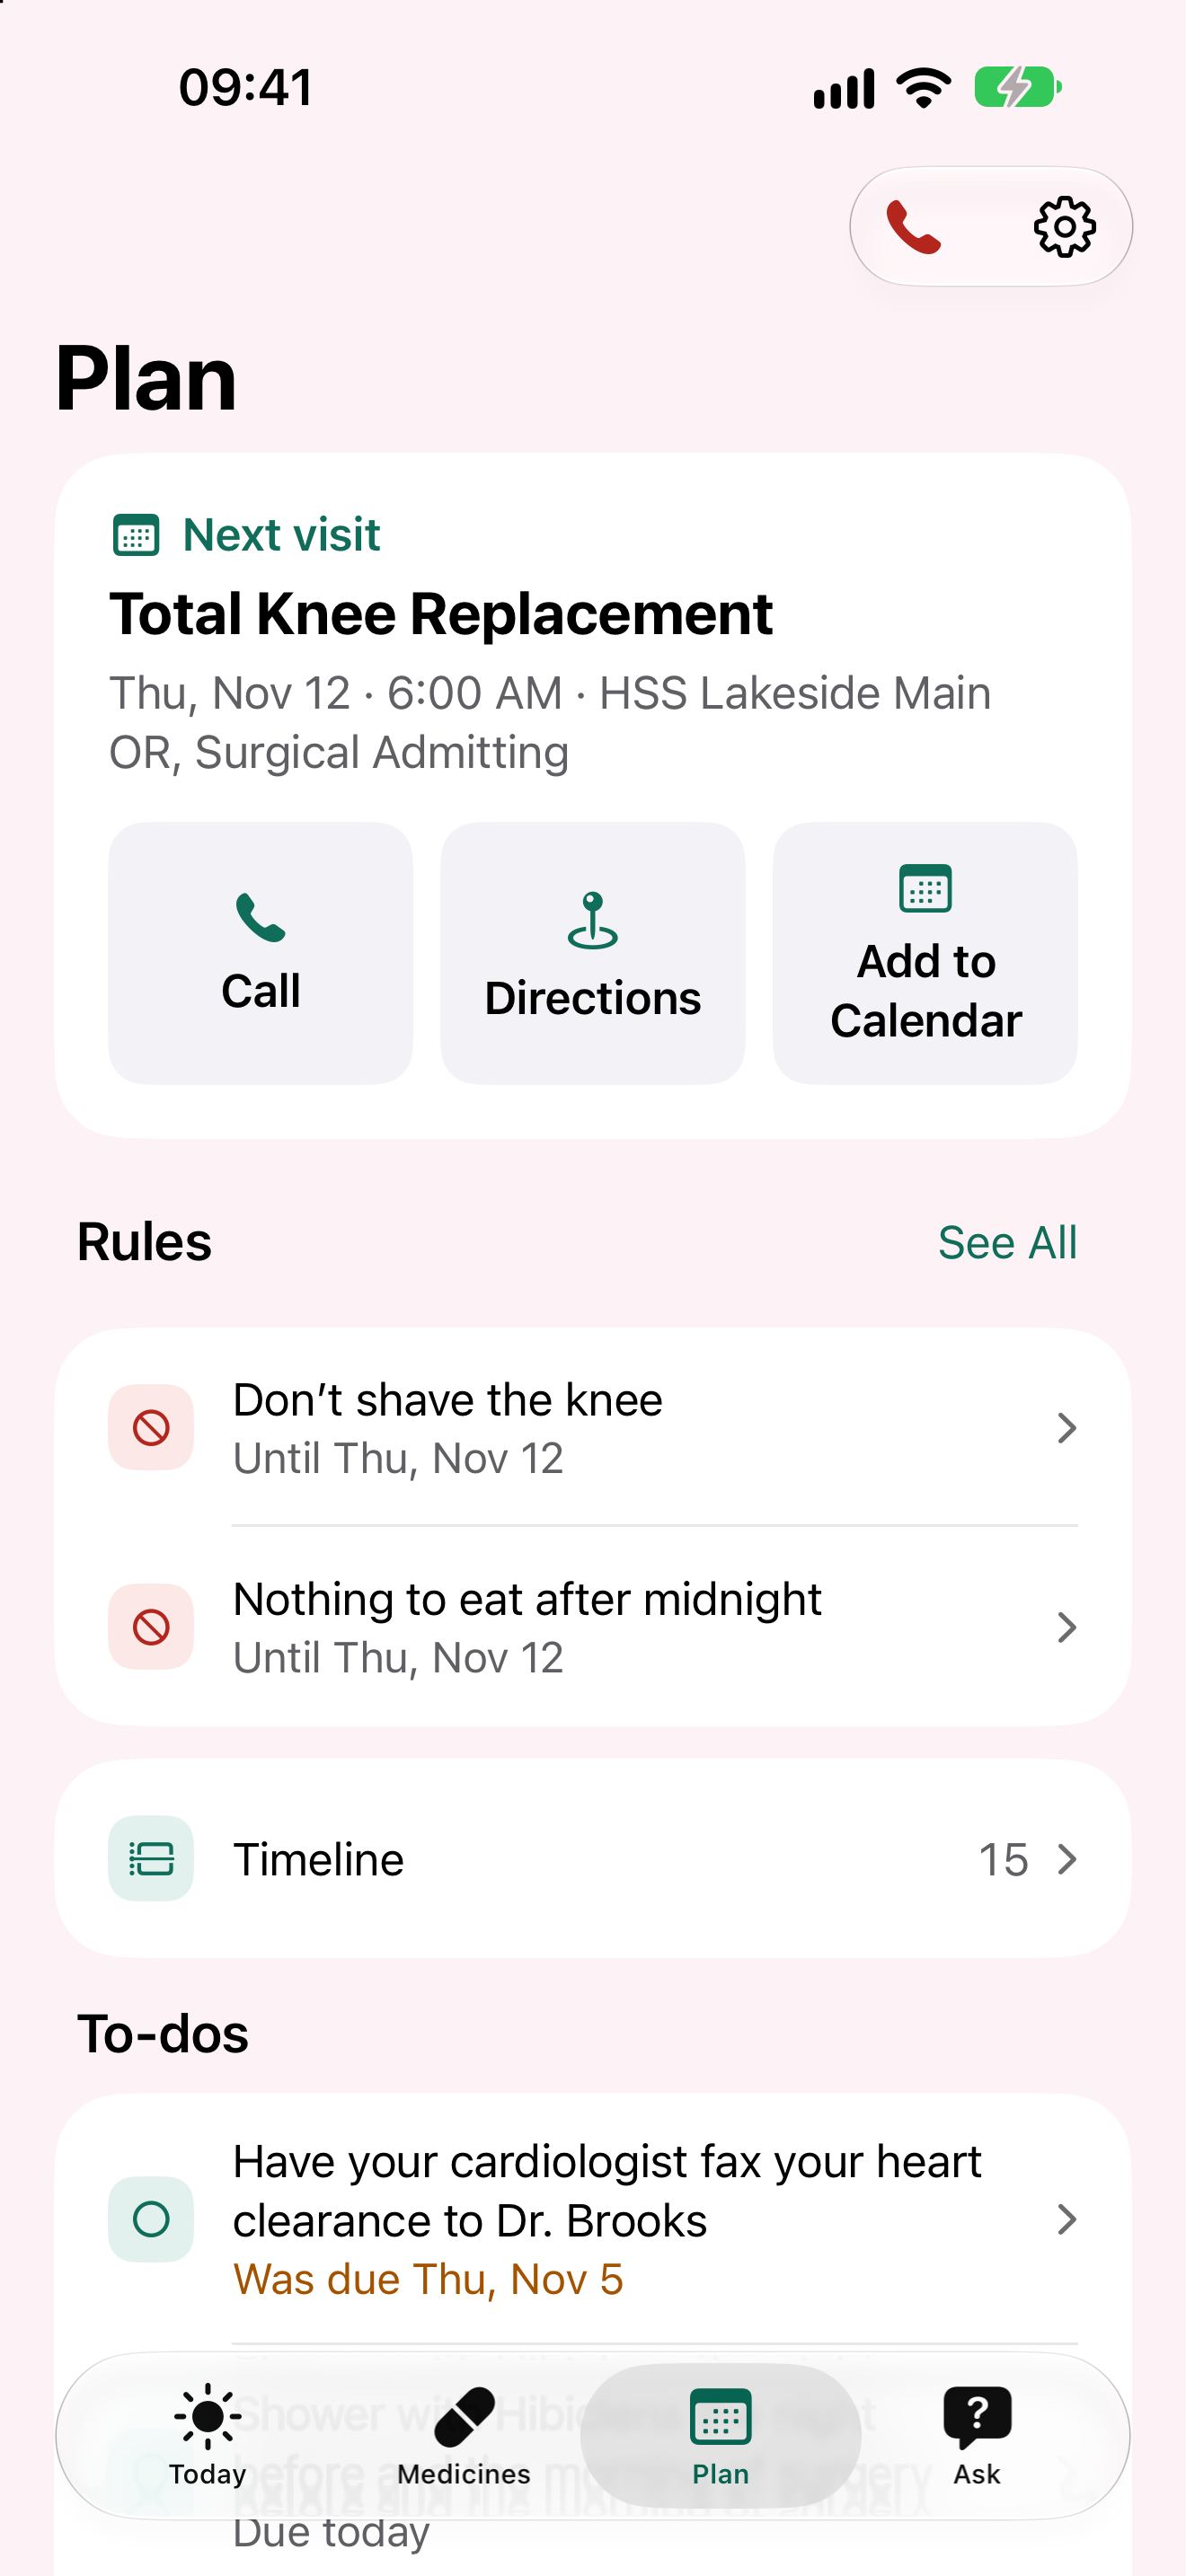 09:41
Plan
Next visit
Total Knee Replacement
Thu, Nov 12 · 6:00 AM · HSS Lakeside Main
OR, Surgical Admitting
Call
Directions
Add to
Calendar
Rules
See All
Don’t shave the knee
Until Thu, Nov 12
Nothing to eat after midnight
Until Thu, Nov 12
Timeline
15
To-dos
Have your cardiologist fax your heart
clearance to Dr. Brooks
Was due Thu, Nov 5
Shower
before
surgery
Due today
Today
Medicines
Plan
Ask